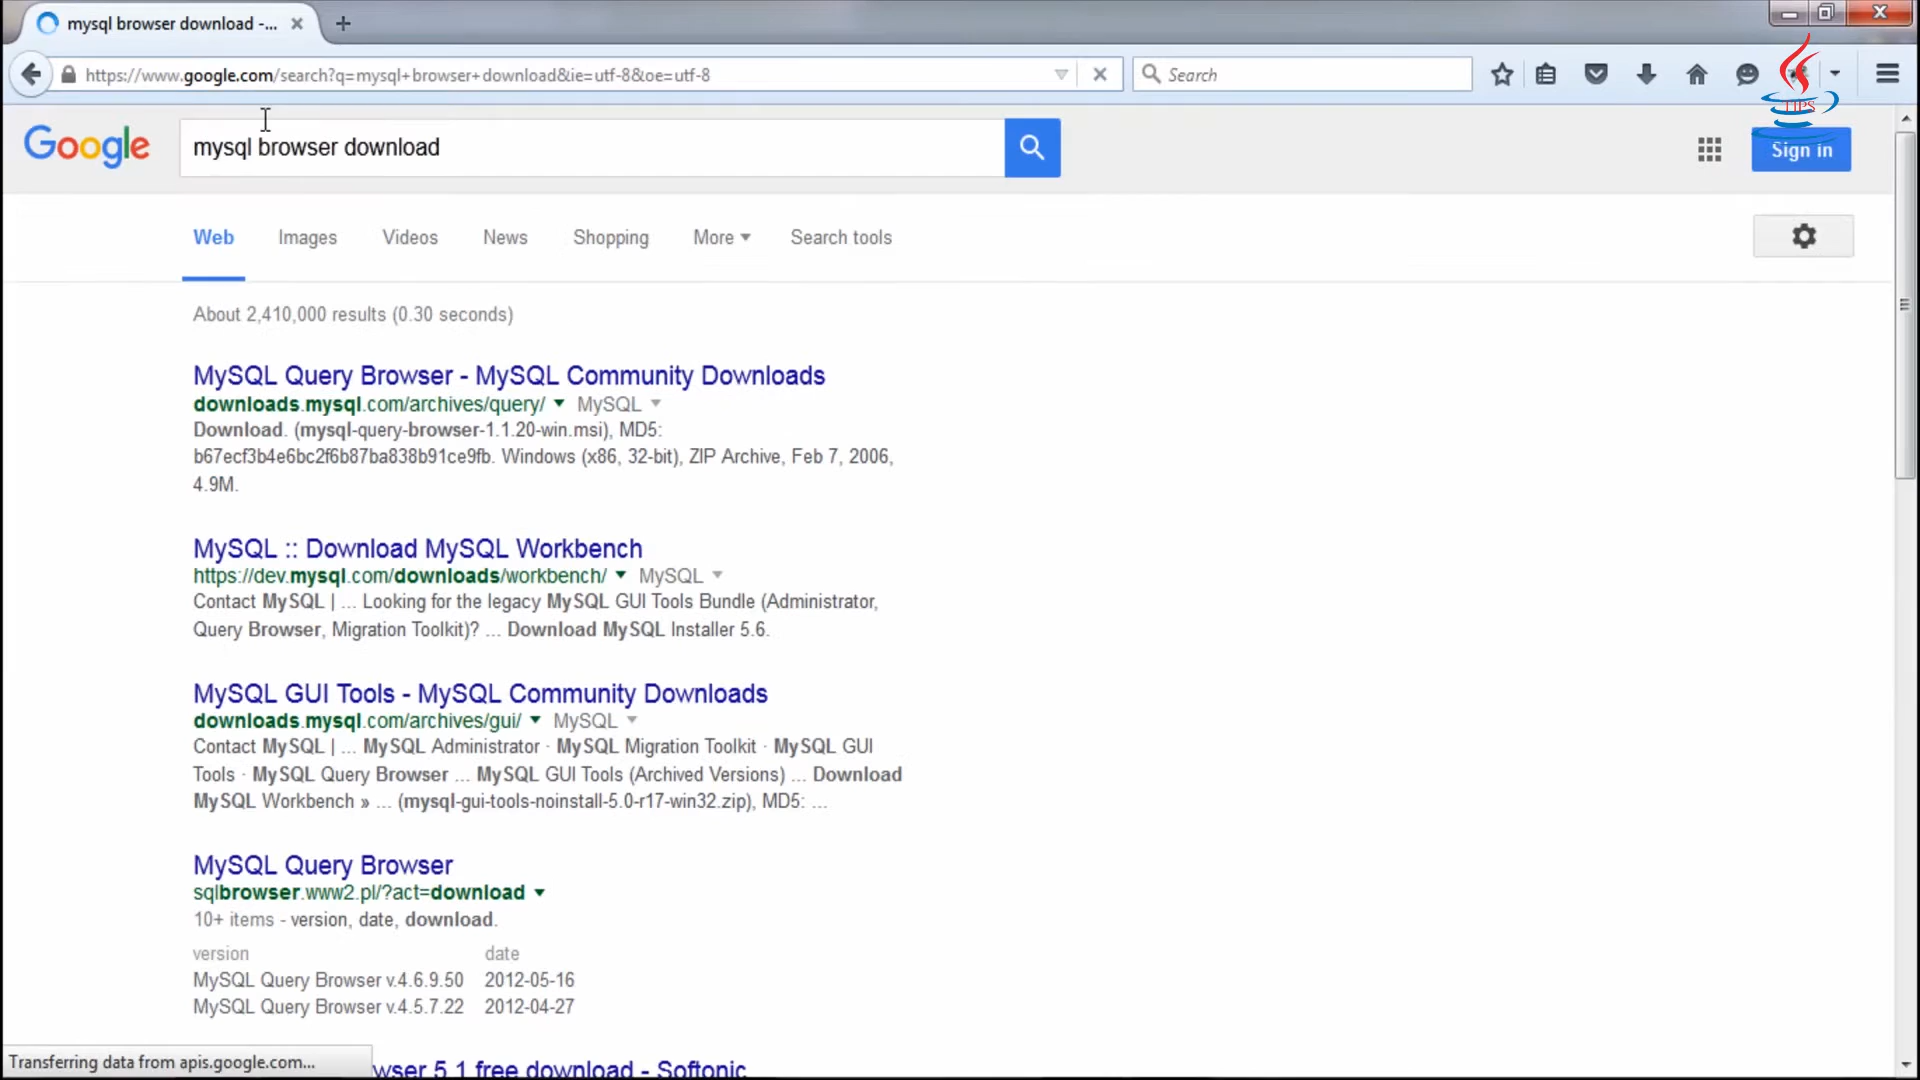 mysql browser download -...
https://www.google.com/search?q=mysql+browser+download&ie=utf-8&oe=utf-8
Search
TIPS
Google
mysql browser download
Sign in
Web Images Videos News Shopping More Search tools
About 2,410,000 results (0.30 seconds)
MySQL Query Browser - MySQL Community Downloads
downloads.mysql.com/archives/query/ MySQL
Download. (mysql-query-browser-1.1.20-win.msi), MD5:
b67ecf3b4e6bc2f6b87ba838b91ce9fb. Windows (x86, 32-bit), ZIP Archive, Feb 7, 2006,
4.9M.
MySQL :: Download MySQL Workbench
https://dev.mysql.com/downloads/workbench/ MySQL
Contact MySQL | ... Looking for the legacy MySQL GUI Tools Bundle (Administrator,
Query Browser, Migration Toolkit)? ... Download MySQL Installer 5.6.
MySQL GUI Tools - MySQL Community Downloads
downloads.mysql.com/archives/gui/ MySQL
Contact MySQL | ... MySQL Administrator · MySQL Migration Toolkit · MySQL GUI
Tools · MySQL Query Browser ... MySQL GUI Tools (Archived Versions) ... Download
MySQL Workbench » ... (mysql-gui-tools-noinstall-5.0-r17-win32.zip), MD5: ...
MySQL Query Browser
sqlbrowser.www2.pl/?act=download
10+ items - version, date, download.
version date
MySQL Query Browser v.4.6.9.50 2012-05-16
MySQL Query Browser v.4.5.7.22 2012-04-27
Transferring data from apis.google.com...
wser 5.1 free download - Softonic